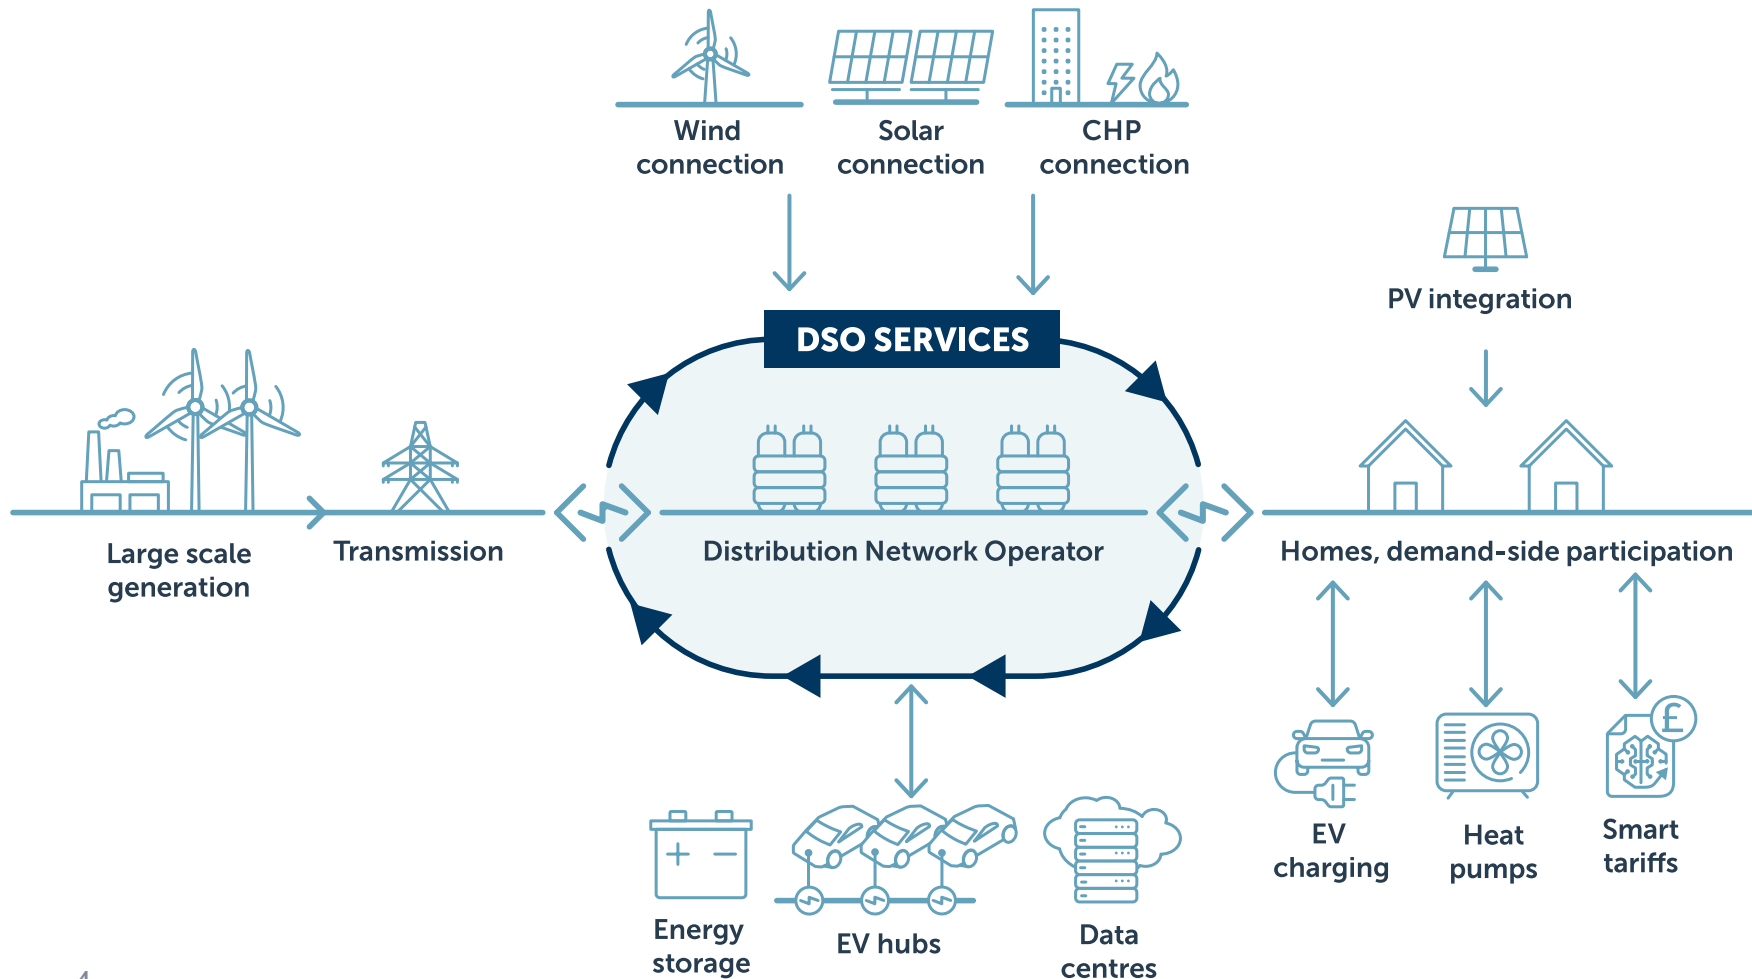 Wind
connection
Solar
connection
CHP
connection
PV integration
DSO SERVICES
Large scale
generation
Transmission
Distribution Network Operator
Homes, demand-side participation
£
EV
charging
Heat
pumps
Smart
tariffs
Energy
storage
EV hubs
Data
centres
4